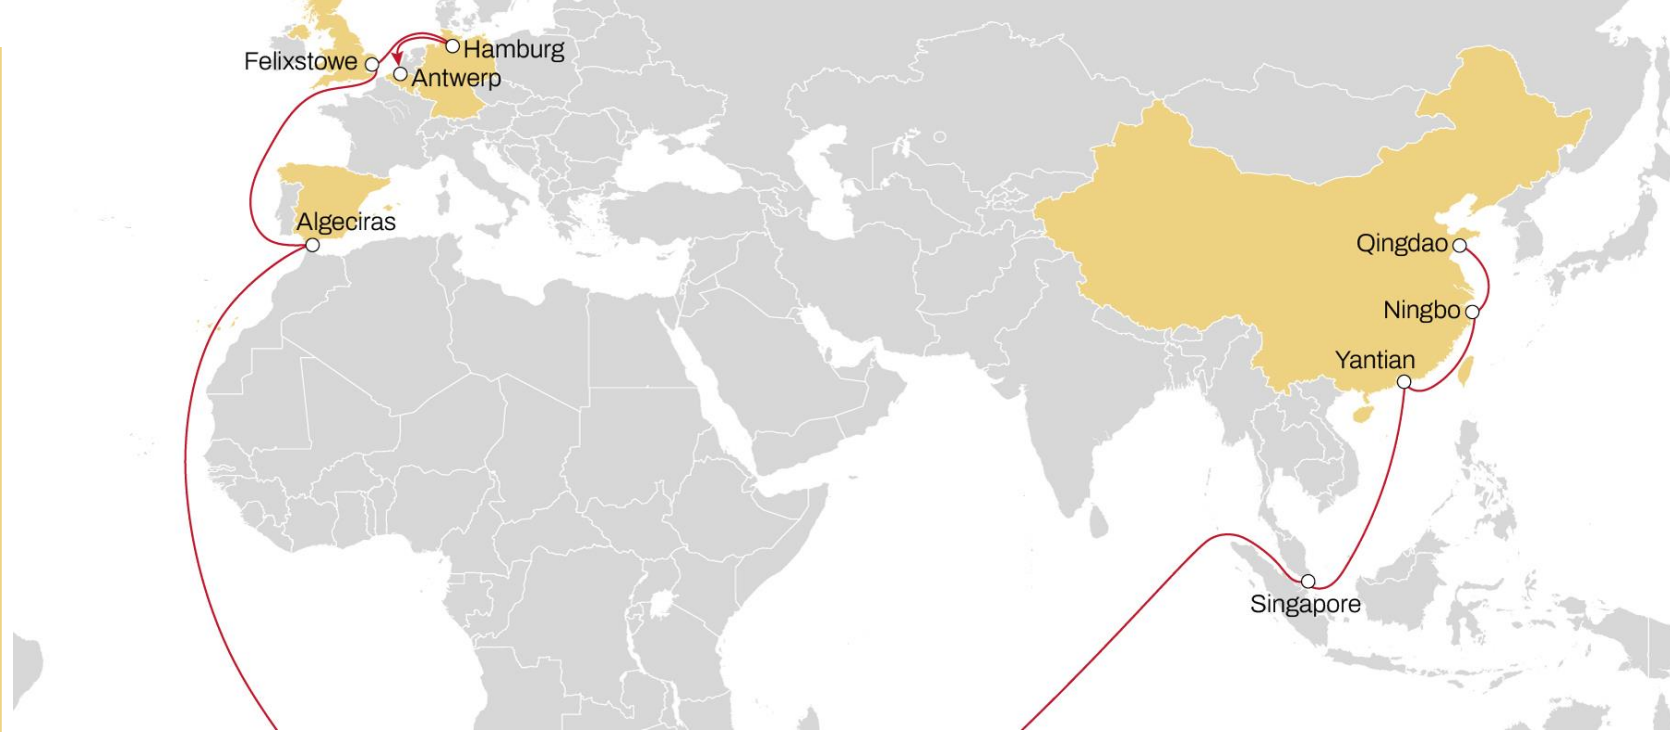 Felixstowe
Hamburg
Antwerp
Algeciras
Qingdao
Ningbo
Yantian
Singapore